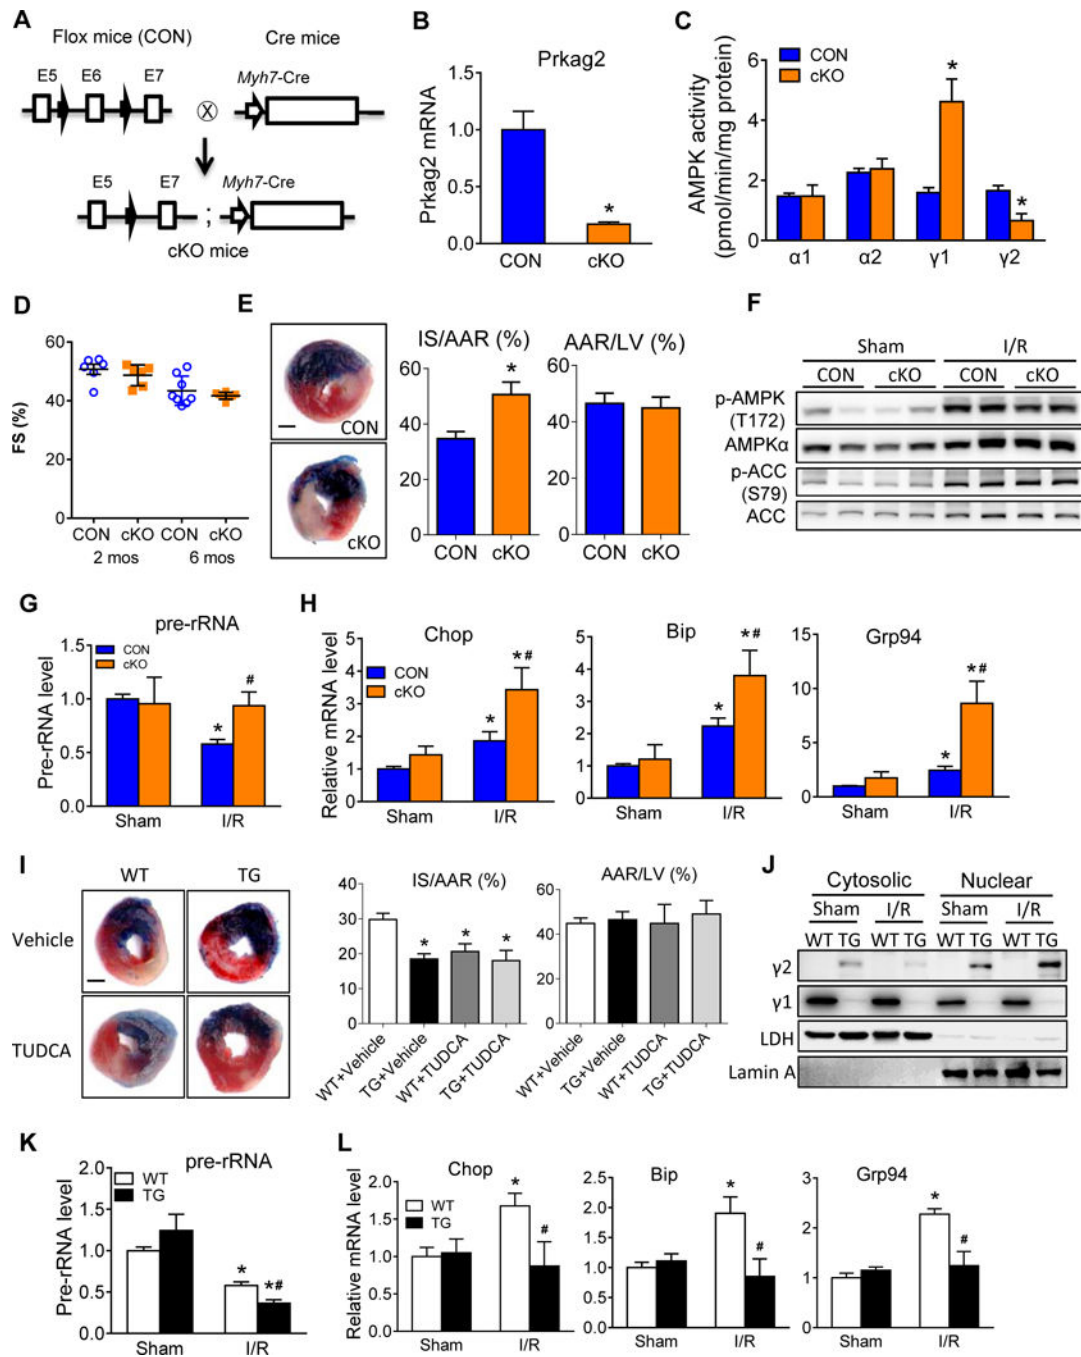 A
Flox mice (CON)
Cre mice
E5 E6 E7
Myh7-Cre
E5 E7
Myh7-Cre
;
cKO mice
B
Prkag2
Prkag2 mRNA
1.5
1.0
0.5
0.0
*
CON cKO
C
CON
cKO
AMPK activity
(pmol/min/mg protein)
6
4
2
0
*
*
α1 α2 γ1 γ2
D
FS (%)
60
40
20
0
CON cKO CON cKO
2 mos 6 mos
E
CON
cKO
IS/AAR (%)
60
40
20
0
*
CON cKO
AAR/LV (%)
60
40
20
0
CON cKO
F
Sham I/R
CON cKO CON cKO
p-AMPK
(T172)
AMPKα
p-ACC
(S79)
ACC
G
pre-rRNA
CON
cKO
Pre-rRNA level
1.5
1.0
0.5
0.0
*
#
Sham I/R
H
Chop
CON
cKO
Relative mRNA level
5
4
3
2
1
0
*
*#
Sham I/R
Bip
5
4
3
2
1
0
*
*#
Sham I/R
Grp94
15
10
5
0
*
*#
Sham I/R
I
WT TG
Vehicle
TUDCA
IS/AAR (%)
40
30
20
10
0
* * *
WT+Vehicle
TG+Vehicle
WT+TUDCA
TG+TUDCA
AAR/LV (%)
60
40
20
0
WT+Vehicle
TG+Vehicle
WT+TUDCA
TG+TUDCA
J
Cytosolic Nuclear
Sham I/R Sham I/R
WT TG WT TG WT TG WT TG
γ2
γ1
LDH
Lamin A
K
pre-rRNA
WT
TG
Pre-rRNA level
2.0
1.5
1.0
0.5
0.0
*
*#
Sham I/R
L
Chop
WT
TG
Relative mRNA level
2.0
1.5
1.0
0.5
0.0
*
#
Sham I/R
Bip
2.5
2.0
1.5
1.0
0.5
0.0
*
#
Sham I/R
Grp94
3
2
1
0
*
#
Sham I/R